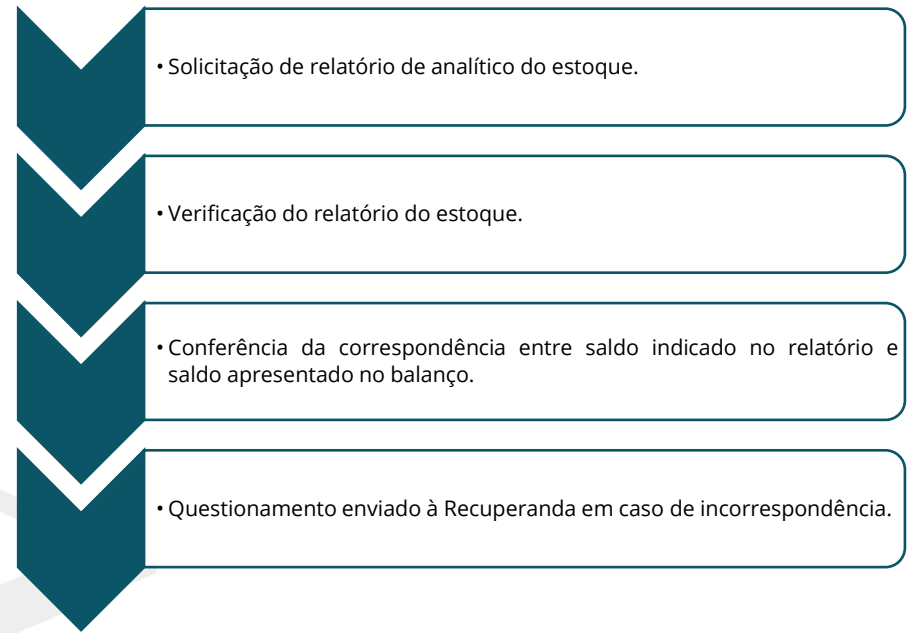 • Solicitação de relatório de analítico do estoque.
• Verificação do relatório do estoque.
• Conferência da correspondência entre saldo indicado no relatório e
saldo apresentado no balanço.
• Questionamento enviado à Recuperanda em caso de incorrespondência.